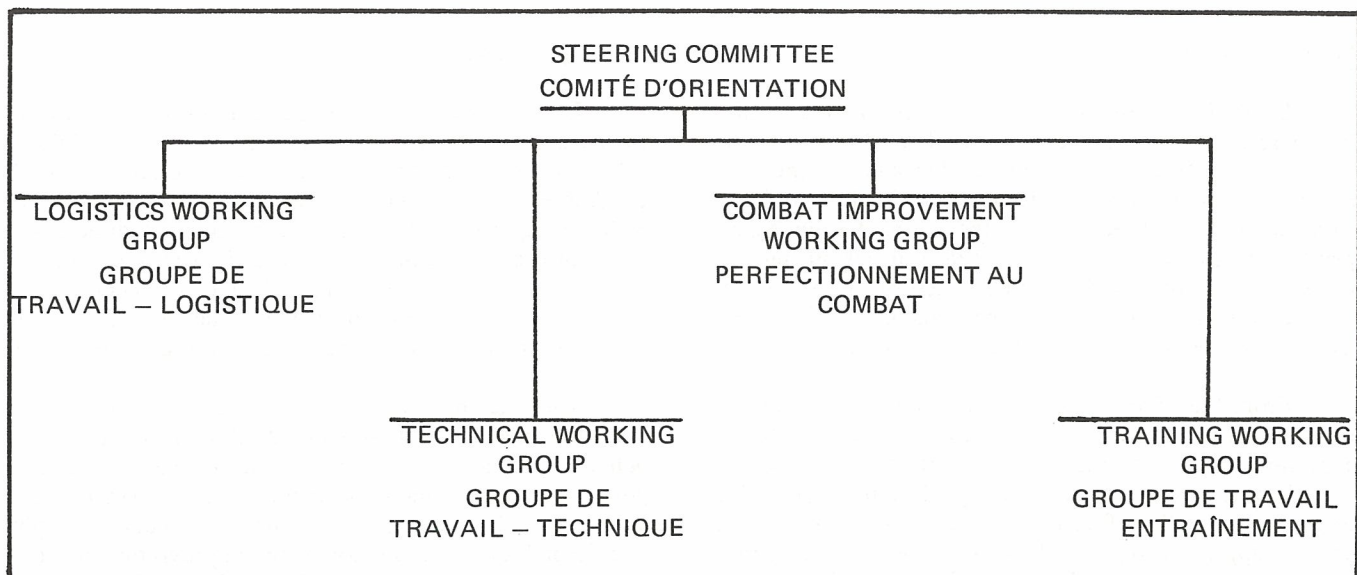 STEERING COMMITTEE
COMITÉ D'ORIENTATION
LOGISTICS WORKING
GROUP
GROUPE DE
TRAVAIL – LOGISTIQUE
COMBAT IMPROVEMENT
WORKING GROUP
PERFECTIONNEMENT AU
COMBAT
TECHNICAL WORKING
GROUP
GROUPE DE
TRAVAIL – TECHNIQUE
TRAINING WORKING
GROUP
GROUPE DE TRAVAIL
ENTRAÎNEMENT